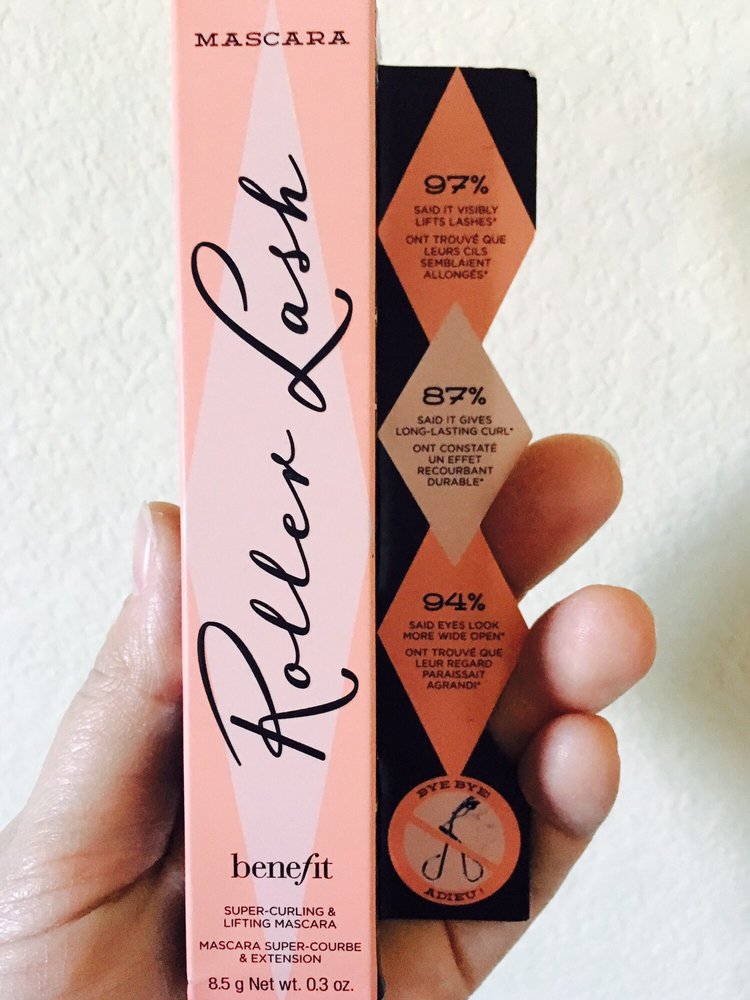 MASCARA
Roller Lash
benefit
SUPER-CURLING &
LIFTING MASCARA
MASCARA SUPER-COURBE
& EXTENSION
8.5 g Net wt. 0.3 oz.
97%
SAID IT VISIBLY
LIFTS LASHES*
ONT TROUVÉ QUE
LEURS CILS
SEMBLAIENT
ALLONGÉS*
87%
SAID IT GIVES
LONG-LASTING CURL*
ONT CONSTATÉ
UN EFFET
RECOURBANT
DURABLE*
94%
SAID EYES LOOK
MORE WIDE OPEN*
ONT TROUVÉ QUE
LEUR REGARD
PARAISSAIT
AGRANDI*
BYE BYE!
ADIEU!